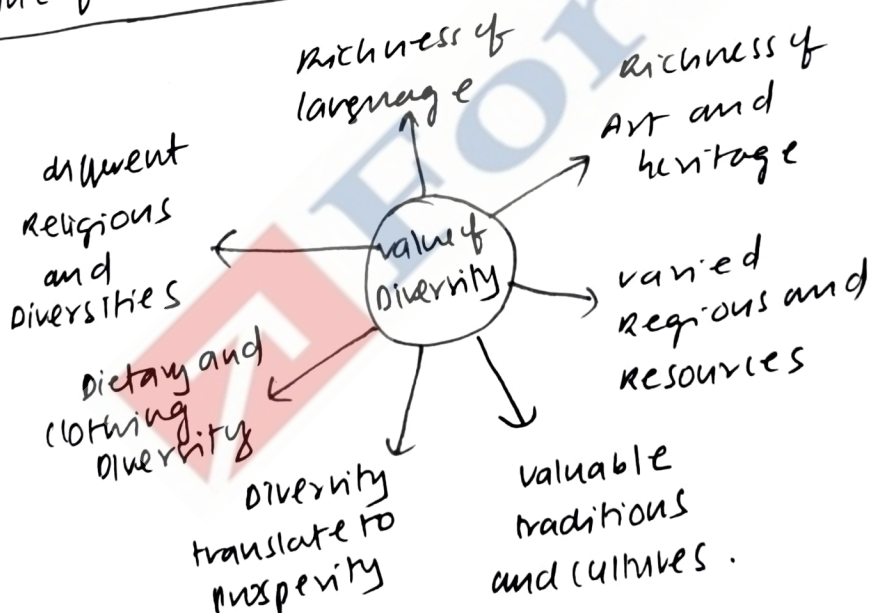 Richness of
language
Richness of
Art and
heritage
different
Religions
and
Diversities
value of
Diversity
varied
Regions and
Resources
Dietary and
Clothing
Diversity
Diversity
translate to
prosperity
valuable
traditions
and cultures.
For